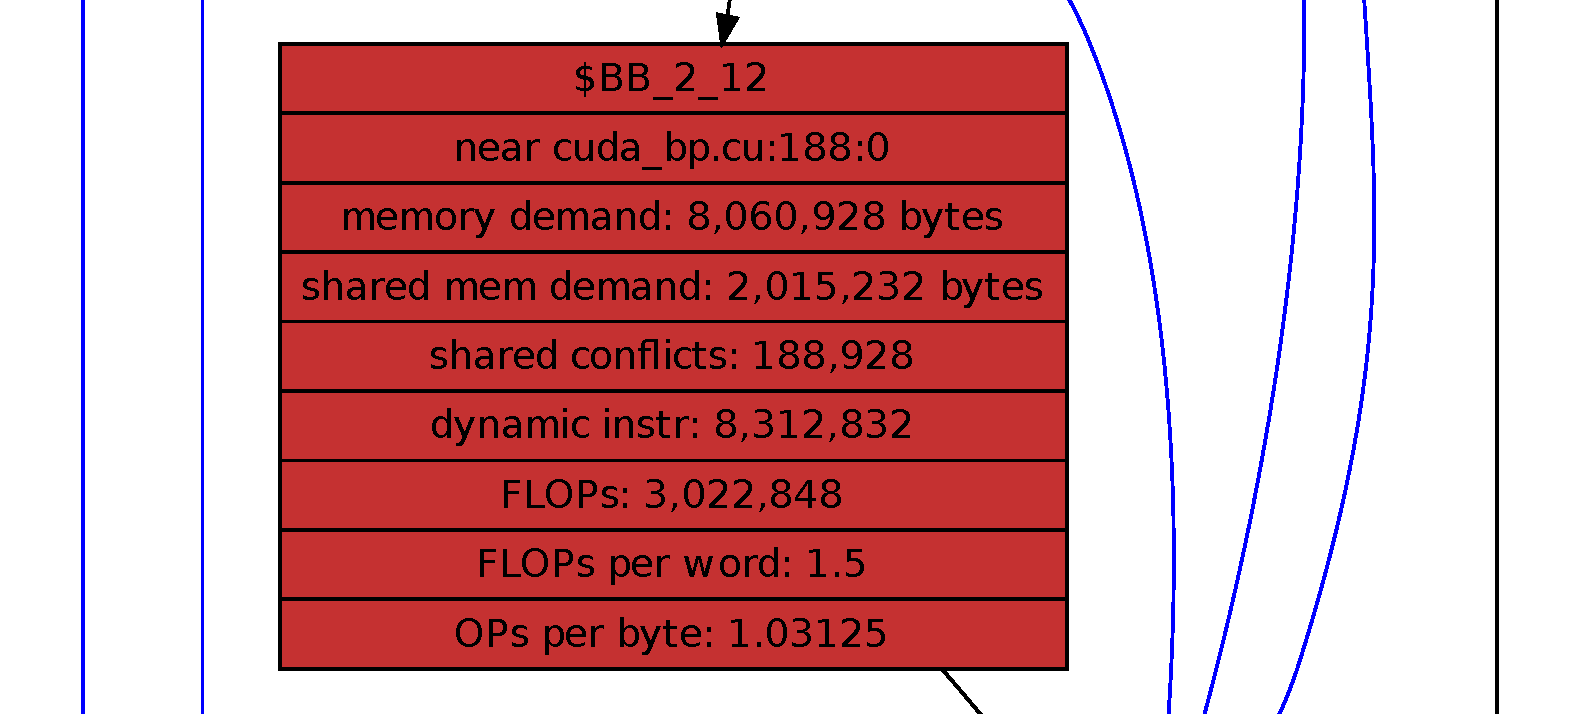 $BB_2_12
near cuda_bp.cu:188:0
memory demand: 8,060,928 bytes
shared mem demand: 2,015,232 bytes
shared conflicts: 188,928
dynamic instr: 8,312,832
FLOPs: 3,022,848
FLOPs per word: 1.5
OPs per byte: 1.03125